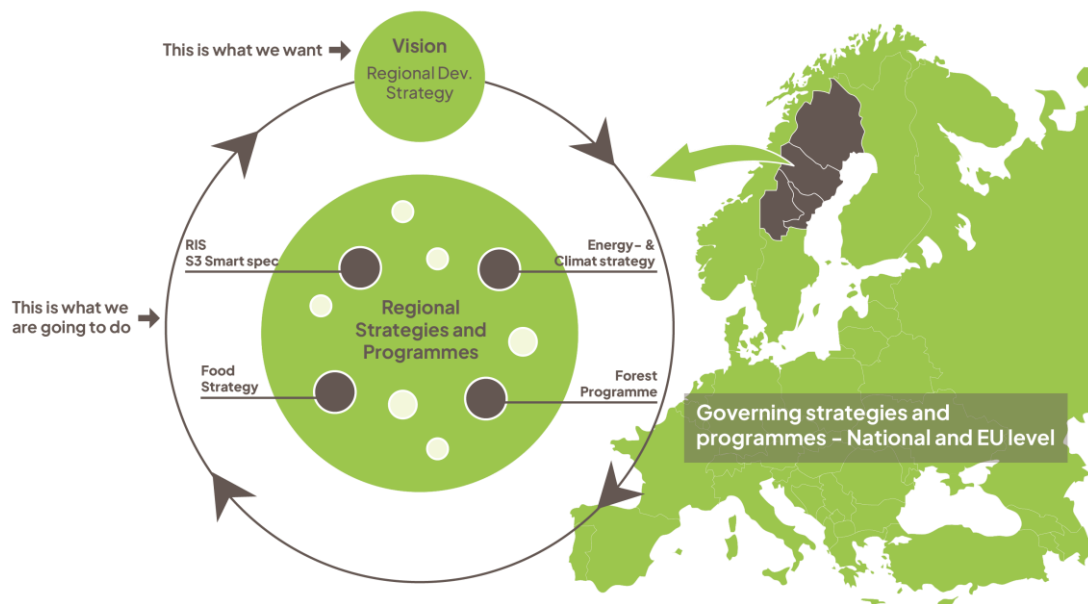 This is what we want
Vision
Regional Dev.
Strategy
RIS
S3 Smart spec
Energy- &
Climat strategy
This is what we
are going to do
Regional
Strategies and
Programmes
Food
Strategy
Forest
Programme
Governing strategies and
programmes – National and EU level